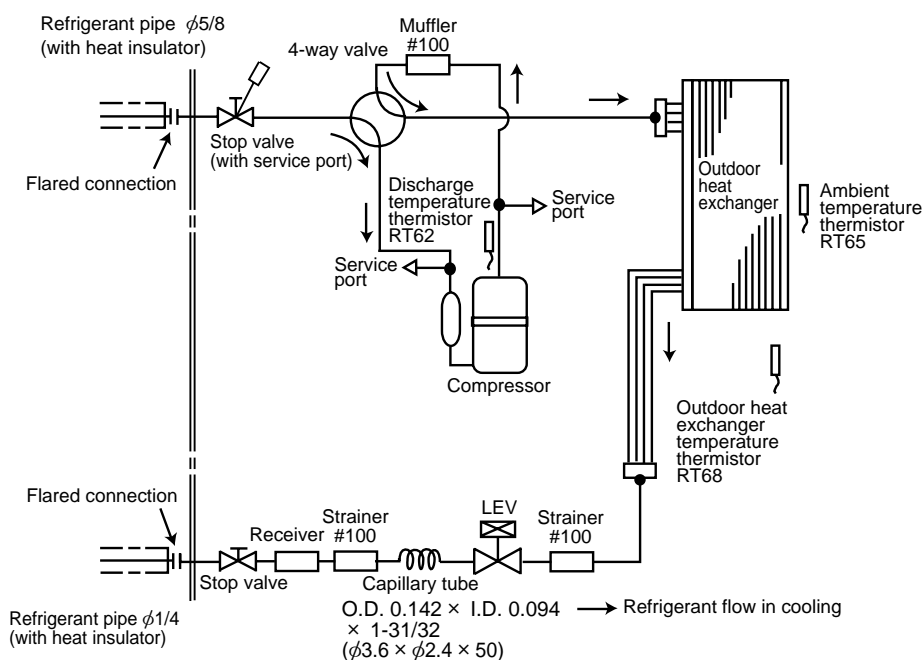 Refrigerant pipe ϕ5/8
(with heat insulator)
4-way valve
Muffler
#100
Stop valve
(with service port)
Flared connection
Discharge
temperature
thermistor
RT62
Service
port
Service
port
Compressor
Outdoor
heat
exchanger
Ambient
temperature
thermistor
RT65
Outdoor heat
exchanger
temperature
thermistor
RT68
Flared connection
Receiver
Strainer
#100
LEV
Strainer
#100
Stop valve
Capillary tube
O.D. 0.142 × I.D. 0.094
× 1-31/32
(ϕ3.6 × ϕ2.4 × 50)
Refrigerant flow in cooling
Refrigerant pipe ϕ1/4
(with heat insulator)